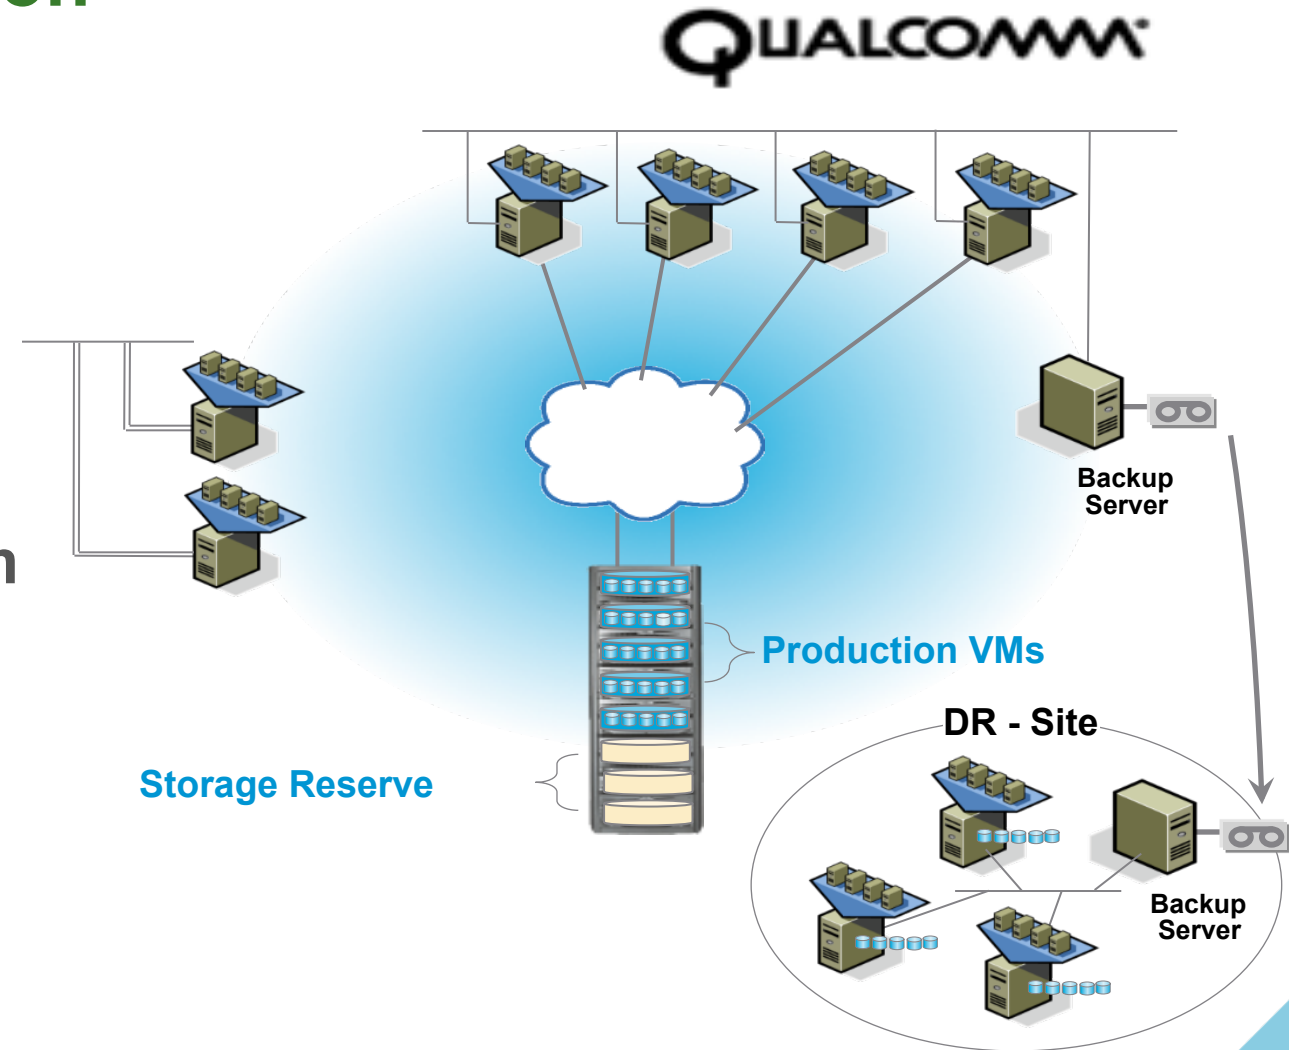 QUALCOMM
Backup
Server
Production VMs
DR - Site
Storage Reserve
Backup
Server